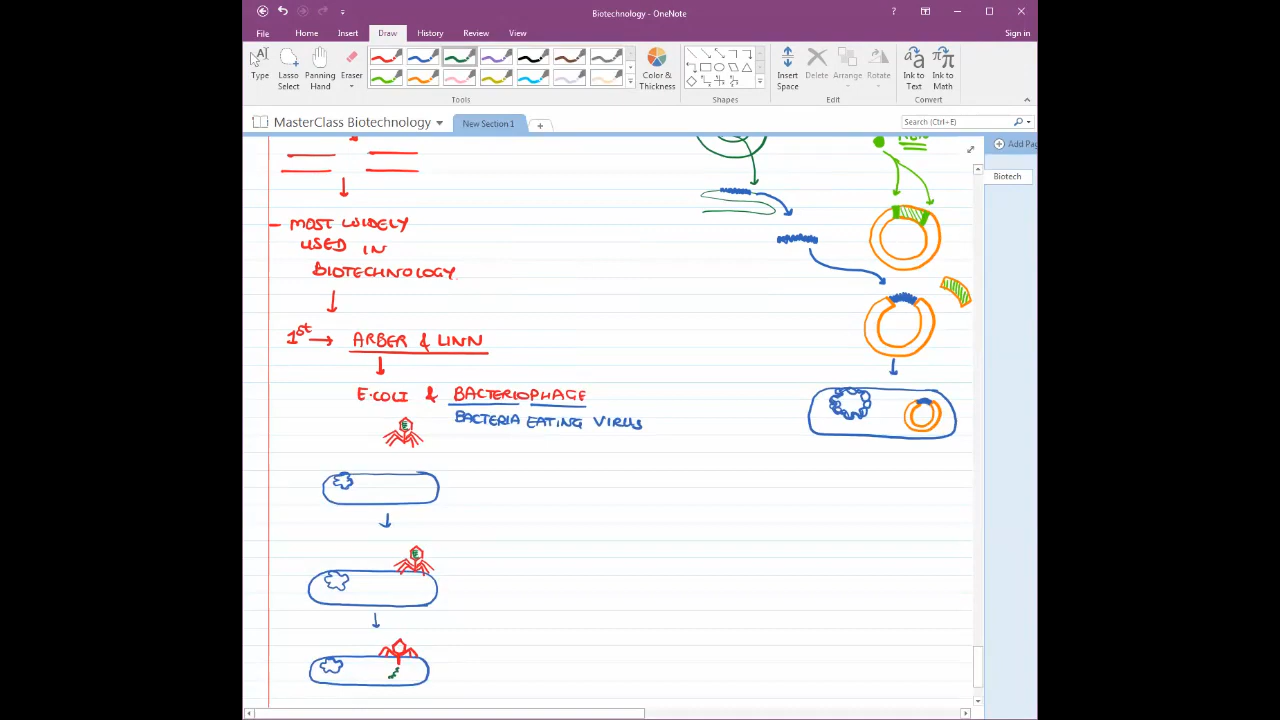 Biotechnology - OneNote
?
File
Home
Insert
Draw
History
Review
View
Sign in
Type
Lasso
Select
Panning
Hand
Eraser
Color &
Thickness
Insert
Space
Delete
Arrange
Rotate
Ink to
Text
Ink to
Math
Tools
Shapes
Edit
Convert
MasterClass Biotechnology
New Section 1
Search (Ctrl+E)
Add Pag
Biotech
- MOST WIDELY
USED IN
BIOTECHNOLOGY.
1st → ARBER & LINN
E.COLI & BACTERIOPHAGE
BACTERIA EATING VIRUS